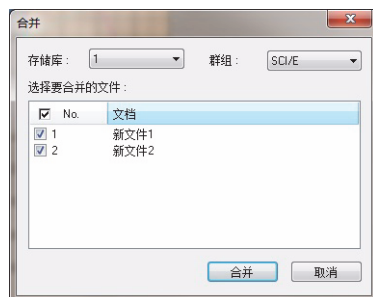 合并
存储库： 1 群组： SCI/E
选择要合并的文件：
No. 文档
1 新文件1
2 新文件2
合并 取消